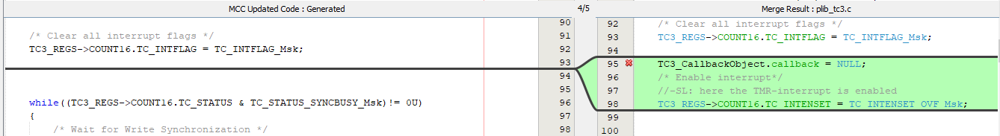 MCC Updated Code : Generated
4/5
Merge Result : plib_tc3.c
/* Clear all interrupt flags */
TC3_REGS->COUNT16.TC_INTFLAG = TC_INTFLAG_Msk;
while((TC3_REGS->COUNT16.TC_STATUS & TC_STATUS_SYNCBUSY_Msk)!= 0U)
{
/* Wait for Write Synchronization */
90
91
92
93
94
95
96
97
98
92 /* Clear all interrupt flags */
93 TC3_REGS->COUNT16.TC_INTFLAG = TC_INTFLAG_Msk;
94
95 TC3_CallbackObject.callback = NULL;
96 /* Enable interrupt*/
97 //-SL: here the TMR-interrupt is enabled
98 TC3_REGS->COUNT16.TC_INTENSET = TC_INTENSET_OVF_Msk;
99
100